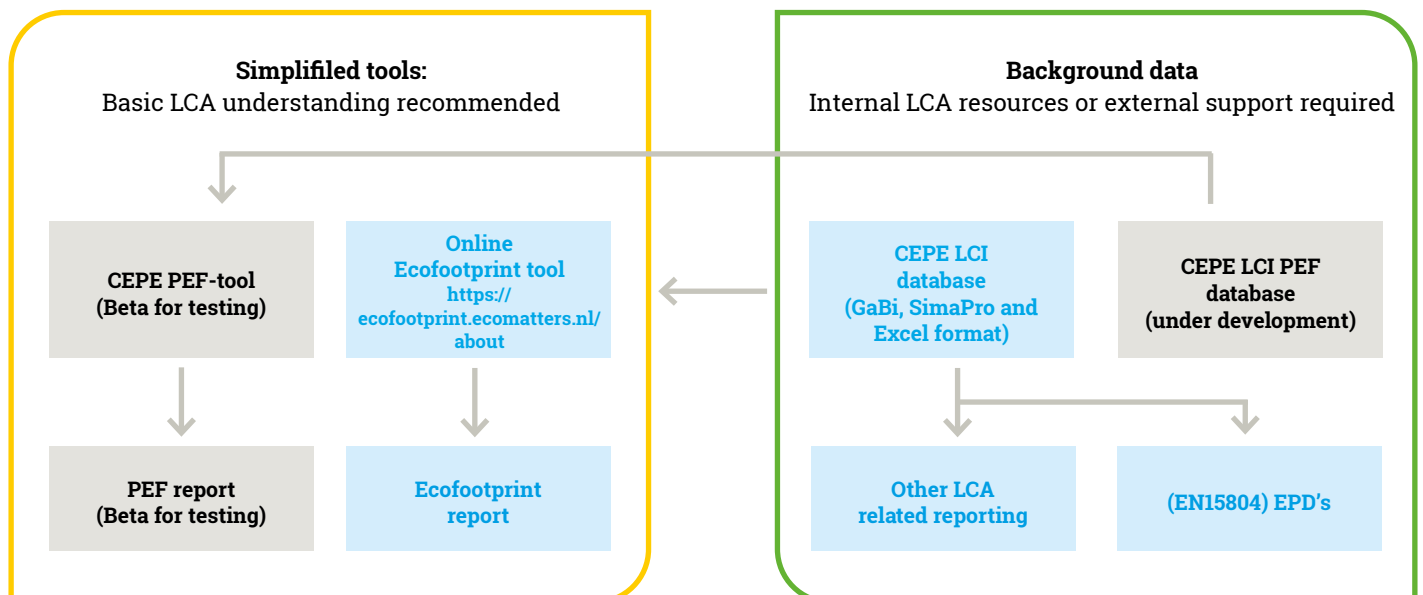 Simplifiled tools:
Basic LCA understanding recommended
Background data
Internal LCA resources or external support required
CEPE PEF-tool
(Beta for testing)
Online
Ecofootprint tool
https://
ecofootprint.ecomatters.nl/
about
CEPE LCI
database
(GaBi, SimaPro and
Excel format)
CEPE LCI PEF
database
(under development)
PEF report
(Beta for testing)
Ecofootprint
report
Other LCA
related reporting
(EN15804) EPD’s